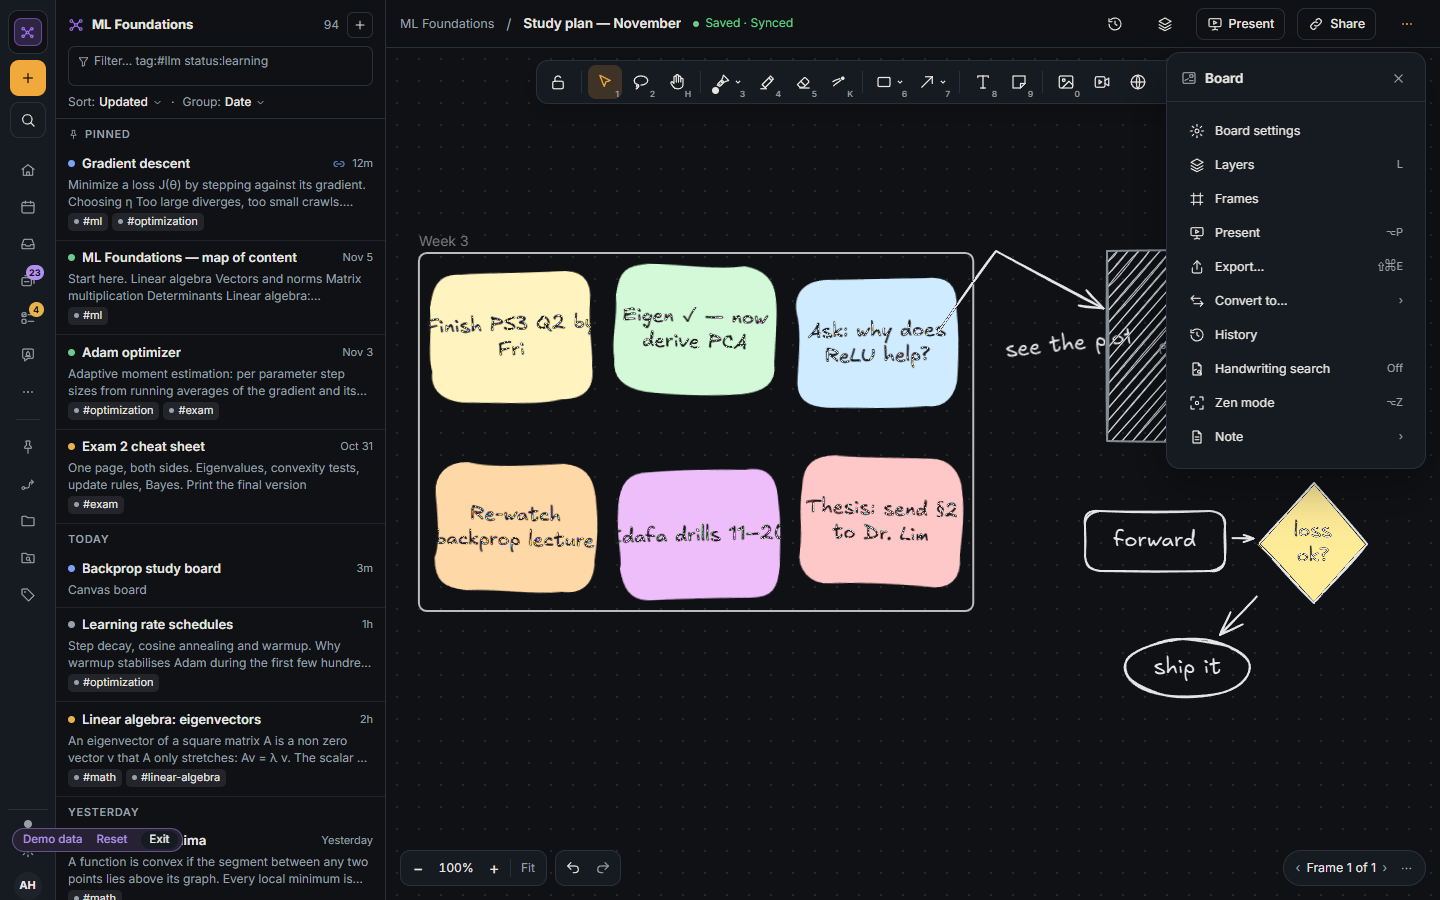 ML Foundations 94
Filter... tag:#llm status:learning
Sort: Updated · Group: Date
PINNED
Gradient descent 12m
Minimize a loss J(θ) by stepping against its gradient.
Choosing η Too large diverges, too small crawls....
#ml #optimization
ML Foundations — map of content Nov 5
Start here. Linear algebra Vectors and norms Matrix
multiplication Determinants Linear algebra:...
#ml
Adam optimizer Nov 3
Adaptive moment estimation: per parameter step
sizes from running averages of the gradient and its...
#optimization #exam
Exam 2 cheat sheet Oct 31
One page, both sides. Eigenvalues, convexity tests,
update rules, Bayes. Print the final version
#exam
TODAY
Backprop study board 3m
Canvas board
Learning rate schedules 1h
Step decay, cosine annealing and warmup. Why
warmup stabilises Adam during the first few hundre...
#optimization
Linear algebra: eigenvectors 2h
An eigenvector of a square matrix A is a non zero
vector v that A only stretches: Av = λ v. The scalar ...
#math #linear-algebra
YESTERDAY
ima Yesterday
A function is convex if the segment between any two
points lies above its graph. Every local minimum is...
#math
23
4
Demo data Reset Exit
AH
ML Foundations / Study plan — November Saved · Synced
Present Share
1 2 H 3 4 5 K 6 7 8 9 0
Week 3
Finish PS3 Q2 by
Fri
Eigen ✓ — now
derive PCA
Ask: why does
ReLU help?
Re-watch
backprop lecture
dafa drills 11–20
Thesis: send §2
to Dr. Lim
see the plot
forward
loss
ok?
ship it
Board
Board settings
Layers L
Frames
Present ⌥P
Export... ⇧⌘E
Convert to...
History
Handwriting search Off
Zen mode ⌥Z
Note
− 100% + Fit
Frame 1 of 1